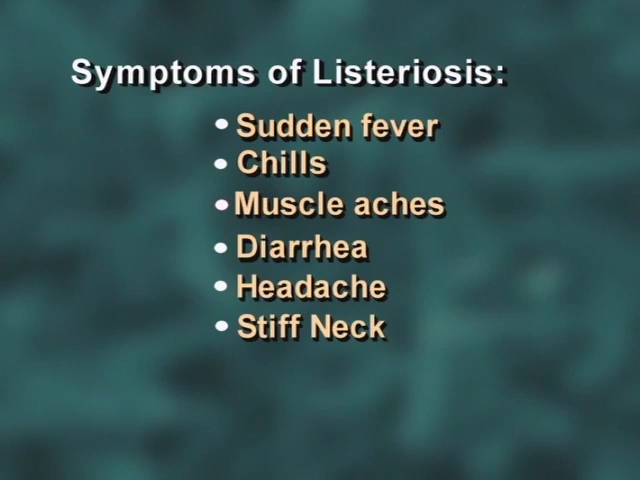 Symptoms of Listeriosis:
• Sudden fever
• Chills
• Muscle aches
• Diarrhea
• Headache
• Stiff Neck